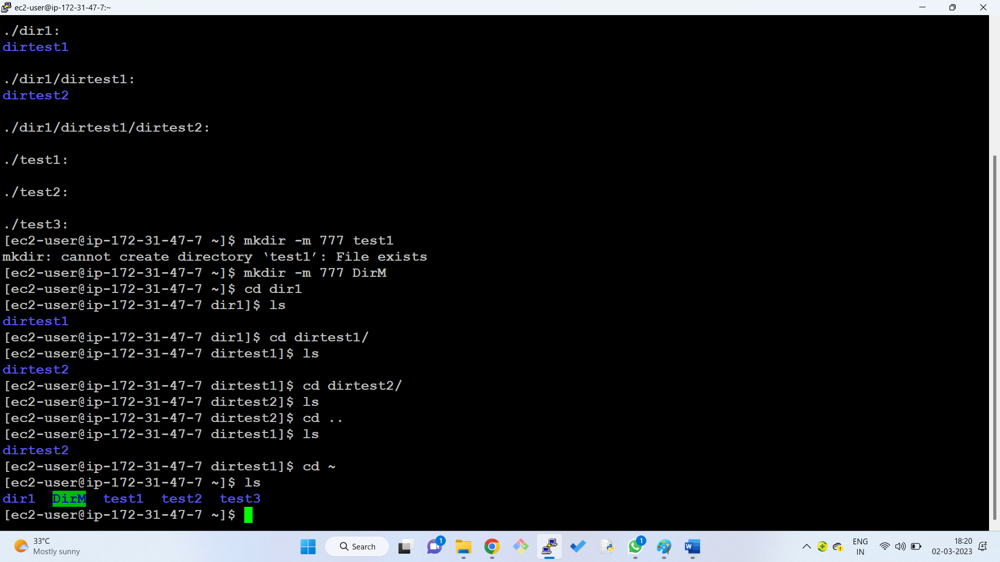 ec2-user@ip-172-31-47-7:~
./dir1:
dirtest1
./dir1/dirtest1:
dirtest2
./dir1/dirtest1/dirtest2:
./test1:
./test2:
./test3:
[ec2-user@ip-172-31-47-7 ~]$ mkdir -m 777 test1
mkdir: cannot create directory ‘test1’: File exists
[ec2-user@ip-172-31-47-7 ~]$ mkdir -m 777 DirM
[ec2-user@ip-172-31-47-7 ~]$ cd dir1
[ec2-user@ip-172-31-47-7 dir1]$ ls
dirtest1
[ec2-user@ip-172-31-47-7 dir1]$ cd dirtest1/
[ec2-user@ip-172-31-47-7 dirtest1]$ ls
dirtest2
[ec2-user@ip-172-31-47-7 dirtest1]$ cd dirtest2/
[ec2-user@ip-172-31-47-7 dirtest2]$ ls
[ec2-user@ip-172-31-47-7 dirtest2]$ cd ..
[ec2-user@ip-172-31-47-7 dirtest1]$ ls
dirtest2
[ec2-user@ip-172-31-47-7 dirtest1]$ cd ~
[ec2-user@ip-172-31-47-7 ~]$ ls
dir1 DirM test1 test2 test3
[ec2-user@ip-172-31-47-7 ~]$
33°C
Mostly sunny
Search
1
1
W
ENG
IN
18:20
02-03-2023